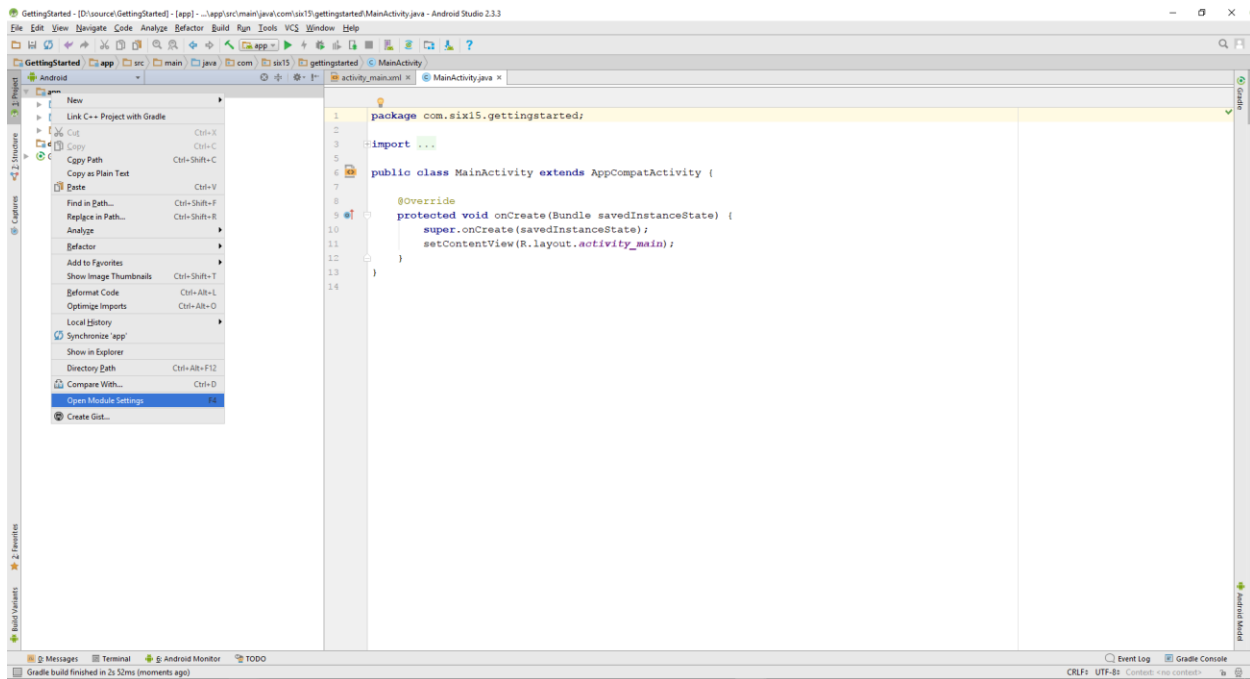 GettingStarted - [D:\source\GettingStarted] - [app] - ...\app\src\main\java\com\six15\gettingstarted\MainActivity.java - Android Studio 2.3.3
File Edit View Navigate Code Analyze Refactor Build Run Tools VCS Window Help
app
GettingStarted app src main java com six15 gettingstarted MainActivity
Android
activity_main.xml × MainActivity.java ×
1: Project
2: Structure
Captures
2: Favorites
Build Variants
Gradle
Android Model
app
New
Link C++ Project with Gradle
Cut Ctrl+X
Copy Ctrl+C
Copy Path Ctrl+Shift+C
Copy as Plain Text
Paste Ctrl+V
Find in Path... Ctrl+Shift+F
Replace in Path... Ctrl+Shift+R
Analyze
Refactor
Add to Favorites
Show Image Thumbnails Ctrl+Shift+T
Reformat Code Ctrl+Alt+L
Optimize Imports Ctrl+Alt+O
Local History
Synchronize 'app'
Show in Explorer
Directory Path Ctrl+Alt+F12
Compare With... Ctrl+D
Open Module Settings F4
Create Gist...
1 package com.six15.gettingstarted;
2
3 import ...
5
6 public class MainActivity extends AppCompatActivity {
7
8 @Override
9 protected void onCreate(Bundle savedInstanceState) {
10 super.onCreate(savedInstanceState);
11 setContentView(R.layout.activity_main);
12 }
13 }
14
0: Messages Terminal 6: Android Monitor TODO Event Log Gradle Console
Gradle build finished in 2s 52ms (moments ago) CRLF UTF-8 Context: <no context>